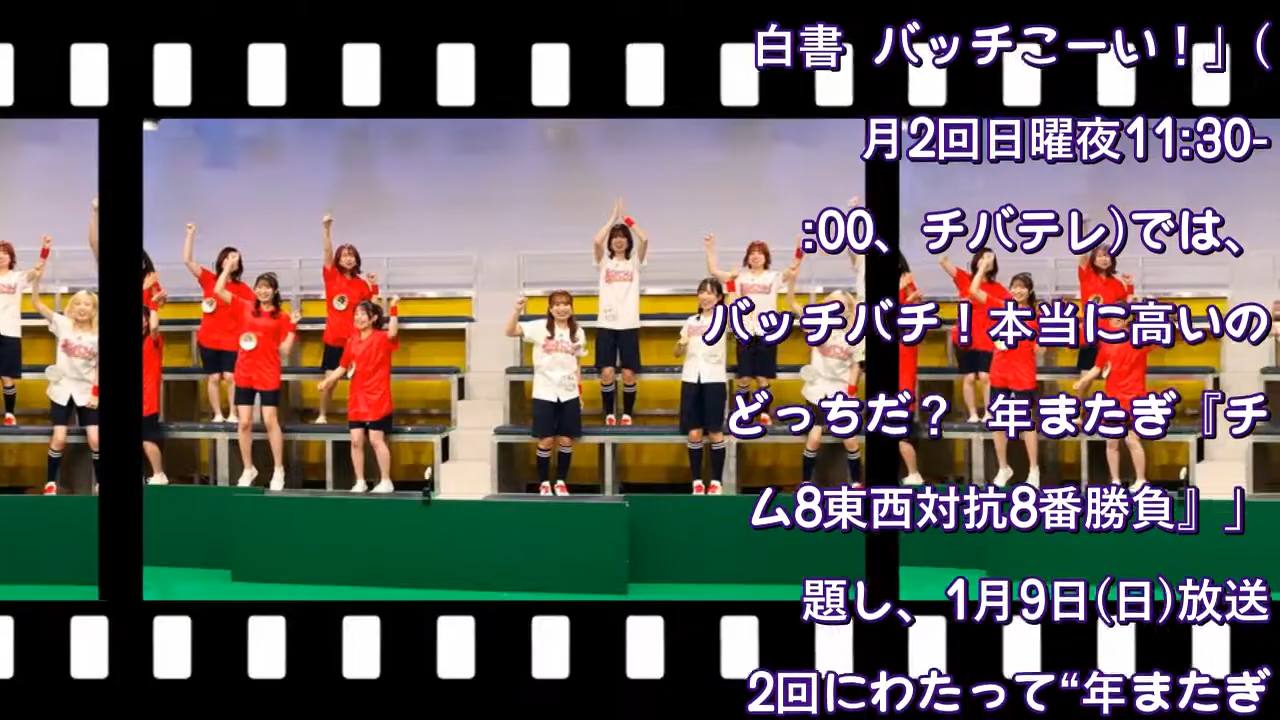 白書 バッチこーい！』(
月2回日曜夜11:30-
:00、チバテレ)では、
バッチバチ！本当に高いの
どっちだ？ 年またぎ『チ
ム8東西対抗8番勝負』」
題し、1月9日(日)放送
2回にわたって“年またぎ